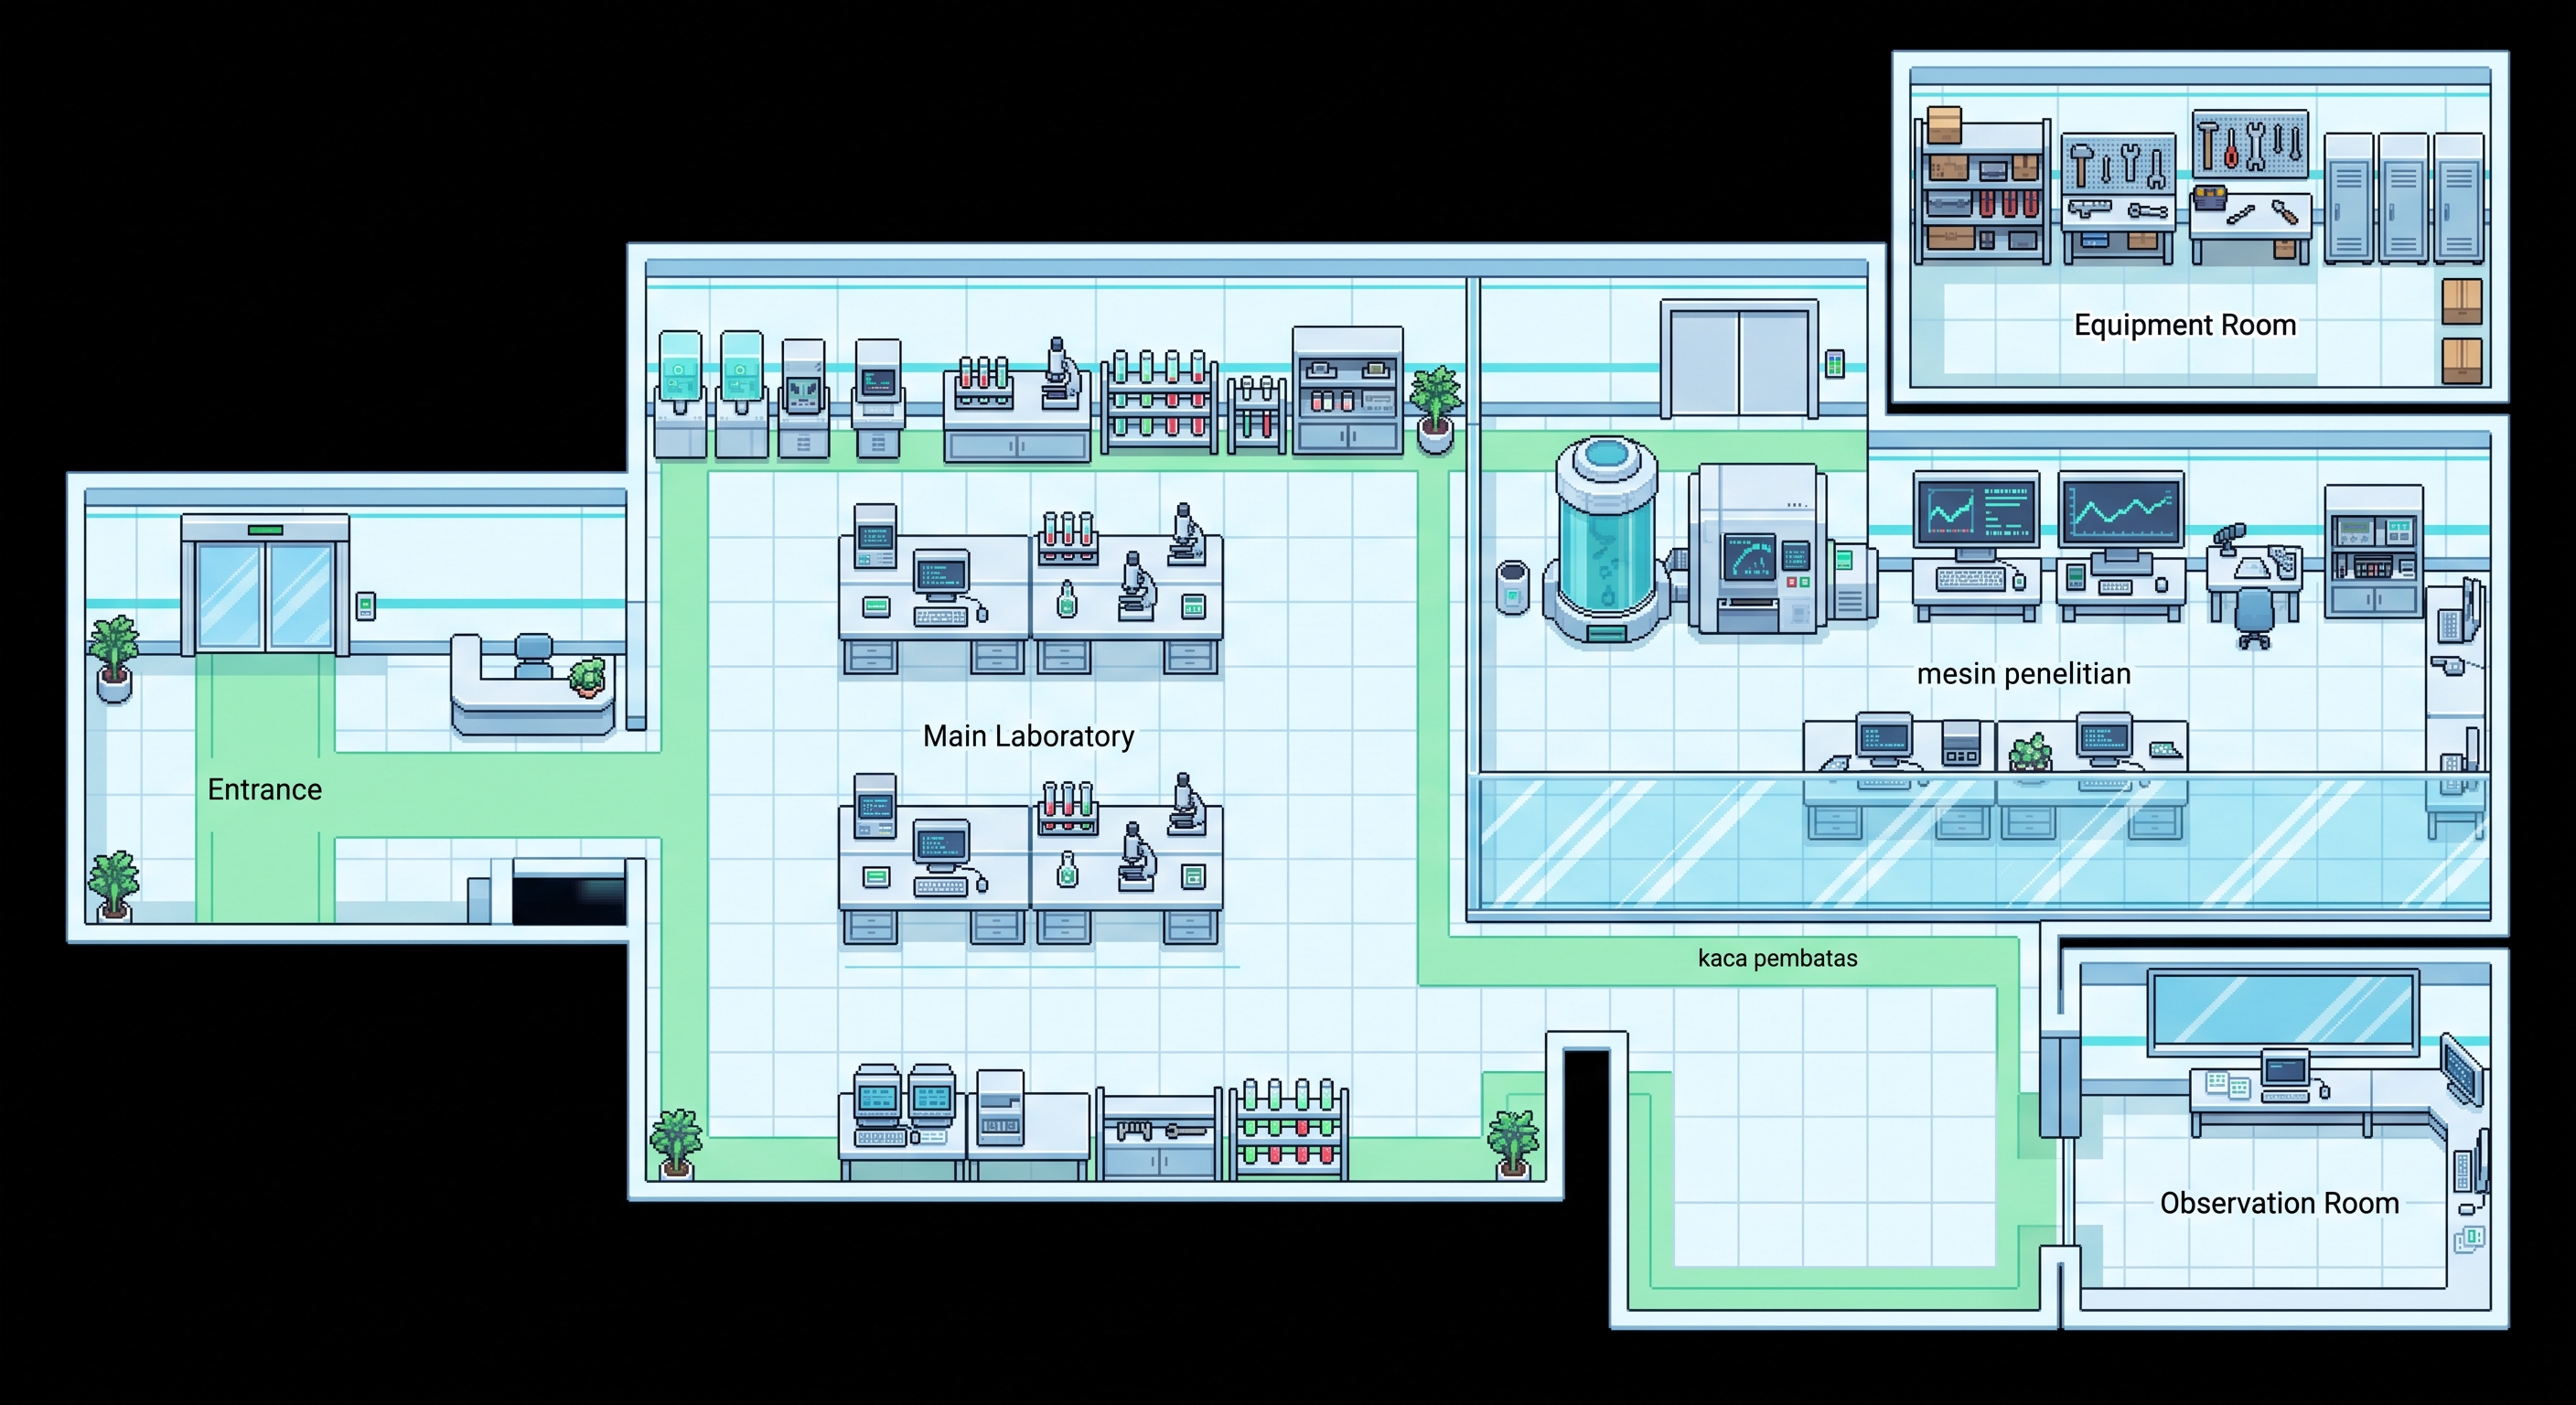 Equipment Room
mesin penelitian
Main Laboratory
Entrance
kaca pembatas
Observation Room